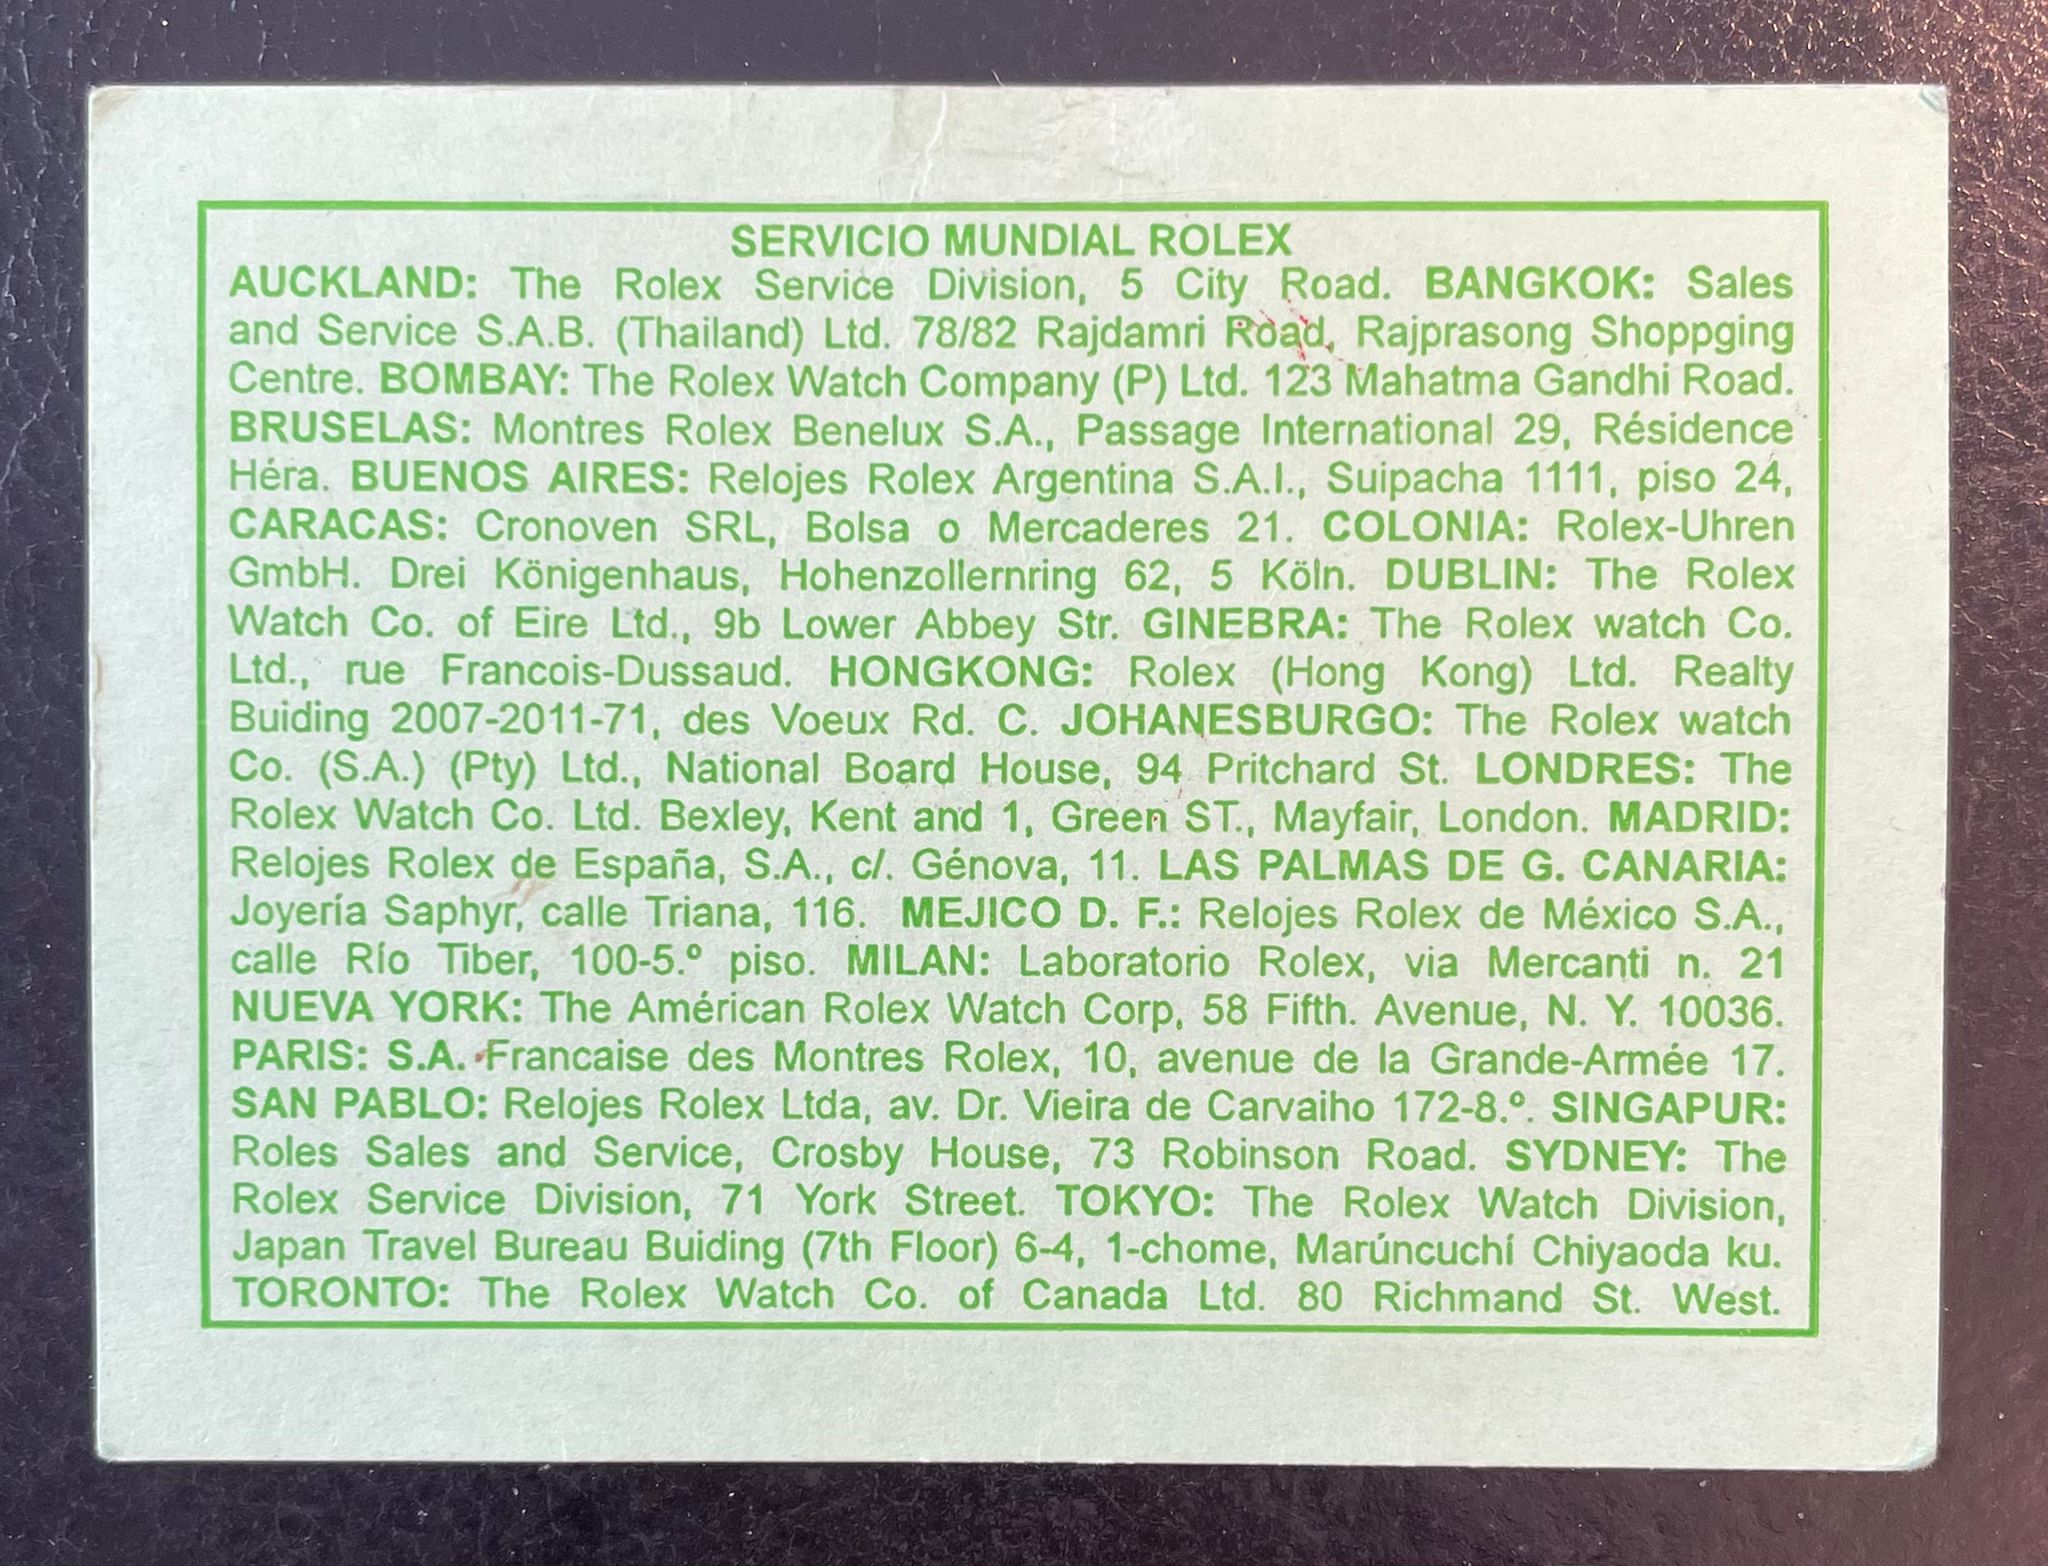 SERVICIO MUNDIAL ROLEX
AUCKLAND: The Rolex Service Division, 5 City Road. BANGKOK: Sales
and Service S.A.B. (Thailand) Ltd. 78/82 Rajdamri Road, Rajprasong Shoppging
Centre. BOMBAY: The Rolex Watch Company (P) Ltd. 123 Mahatma Gandhi Road.
BRUSELAS: Montres Rolex Benelux S.A., Passage International 29, Résidence
Héra. BUENOS AIRES: Relojes Rolex Argentina S.A.I., Suipacha 1111, piso 24,
CARACAS: Cronoven SRL, Bolsa o Mercaderes 21. COLONIA: Rolex-Uhren
GmbH. Drei Königenhaus, Hohenzollernring 62, 5 Köln. DUBLIN: The Rolex
Watch Co. of Eire Ltd., 9b Lower Abbey Str. GINEBRA: The Rolex watch Co.
Ltd., rue Francois-Dussaud. HONGKONG: Rolex (Hong Kong) Ltd. Realty
Buiding 2007-2011-71, des Voeux Rd. C. JOHANESBURGO: The Rolex watch
Co. (S.A.) (Pty) Ltd., National Board House, 94 Pritchard St. LONDRES: The
Rolex Watch Co. Ltd. Bexley, Kent and 1, Green ST., Mayfair, London. MADRID:
Relojes Rolex de España, S.A., c/. Génova, 11. LAS PALMAS DE G. CANARIA:
Joyería Saphyr, calle Triana, 116. MEJICO D. F.: Relojes Rolex de México S.A.,
calle Río Tiber, 100-5.º piso. MILAN: Laboratorio Rolex, via Mercanti n. 21
NUEVA YORK: The Américan Rolex Watch Corp, 58 Fifth. Avenue, N. Y. 10036.
PARIS: S.A. Francaise des Montres Rolex, 10, avenue de la Grande-Armée 17.
SAN PABLO: Relojes Rolex Ltda, av. Dr. Vieira de Carvaiho 172-8.º. SINGAPUR:
Roles Sales and Service, Crosby House, 73 Robinson Road. SYDNEY: The
Rolex Service Division, 71 York Street. TOKYO: The Rolex Watch Division,
Japan Travel Bureau Buiding (7th Floor) 6-4, 1-chome, Marúncuchí Chiyaoda ku.
TORONTO: The Rolex Watch Co. of Canada Ltd. 80 Richmand St. West.